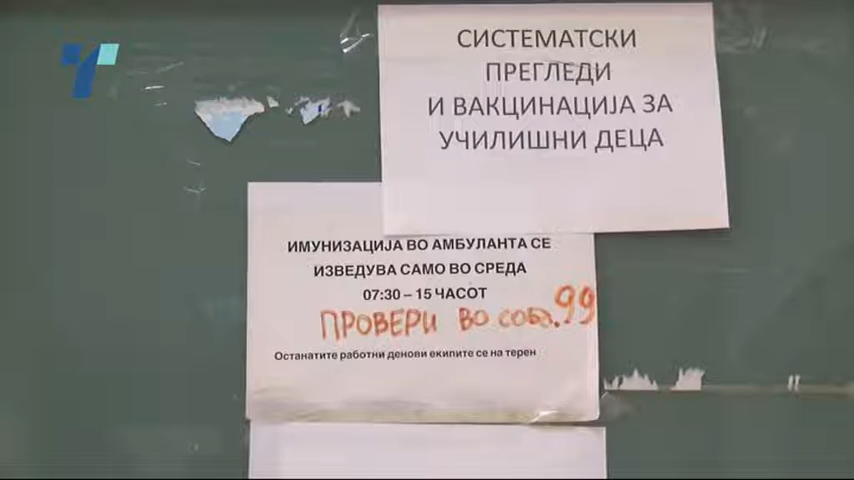 СИСТЕМАТСКИ
ПРЕГЛЕДИ
И ВАКЦИНАЦИЈА ЗА
УЧИЛИШНИ ДЕЦА
ИМУНИЗАЦИЈА ВО АМБУЛАНТА СЕ
ИЗВЕДУВА САМО ВО СРЕДА
07:30 – 15 ЧАСОТ
ПРОВЕРИ ВО СОБА 99
Останатите работни денови екипите се на терен